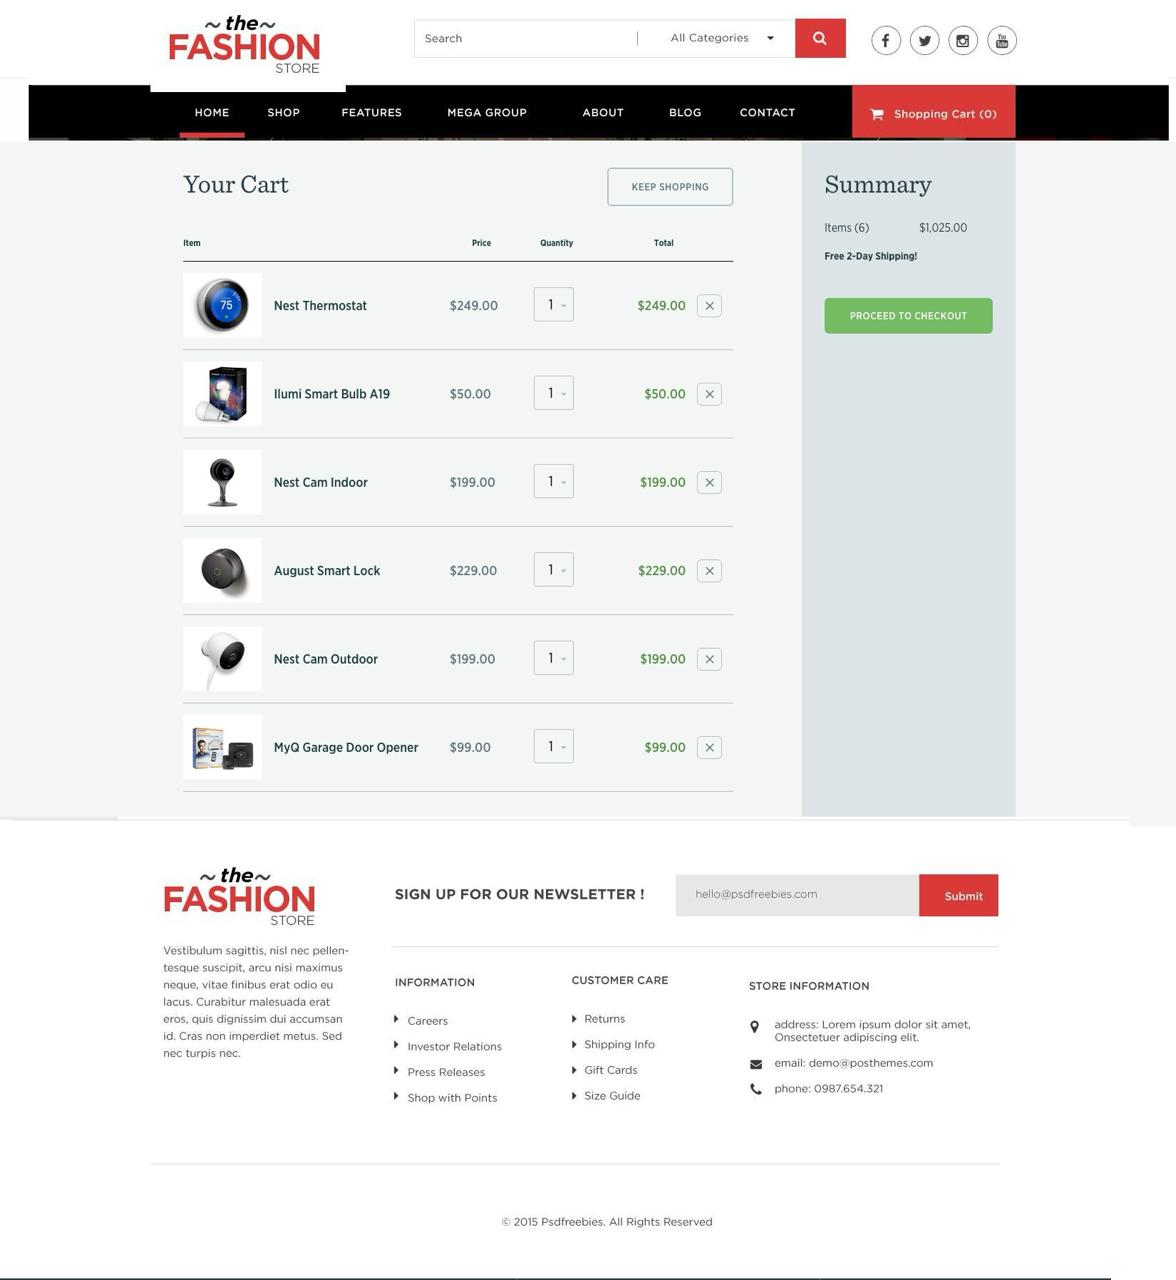 ~ the ~
FASHION
STORE
Search
All Categories
HOME SHOP FEATURES MEGA GROUP ABOUT BLOG CONTACT
Shopping Cart (0)
Your Cart
KEEP SHOPPING
Summary
Items (6) $1,025.00
Free 2-Day Shipping!
PROCEED TO CHECKOUT
Item Price Quantity Total
75
Nest Thermostat $249.00 1 $249.00
Ilumi Smart Bulb A19 $50.00 1 $50.00
Nest Cam Indoor $199.00 1 $199.00
August Smart Lock $229.00 1 $229.00
Nest Cam Outdoor $199.00 1 $199.00
MyQ Garage Door Opener $99.00 1 $99.00
~ the ~
FASHION
STORE
Vestibulum sagittis, nisl nec pellen-
tesque suscipit, arcu nisi maximus
neque, vitae finibus erat odio eu
lacus. Curabitur malesuada erat
eros, quis dignissim dui accumsan
id. Cras non imperdiet metus. Sed
nec turpis nec.
SIGN UP FOR OUR NEWSLETTER !
hello@psdfreebies.com
Submit
INFORMATION
Careers
Investor Relations
Press Releases
Shop with Points
CUSTOMER CARE
Returns
Shipping Info
Gift Cards
Size Guide
STORE INFORMATION
address: Lorem ipsum dolor sit amet,
Onsectetuer adipiscing elit.
email: demo@posthemes.com
phone: 0987.654.321
© 2015 Psdfreebies. All Rights Reserved